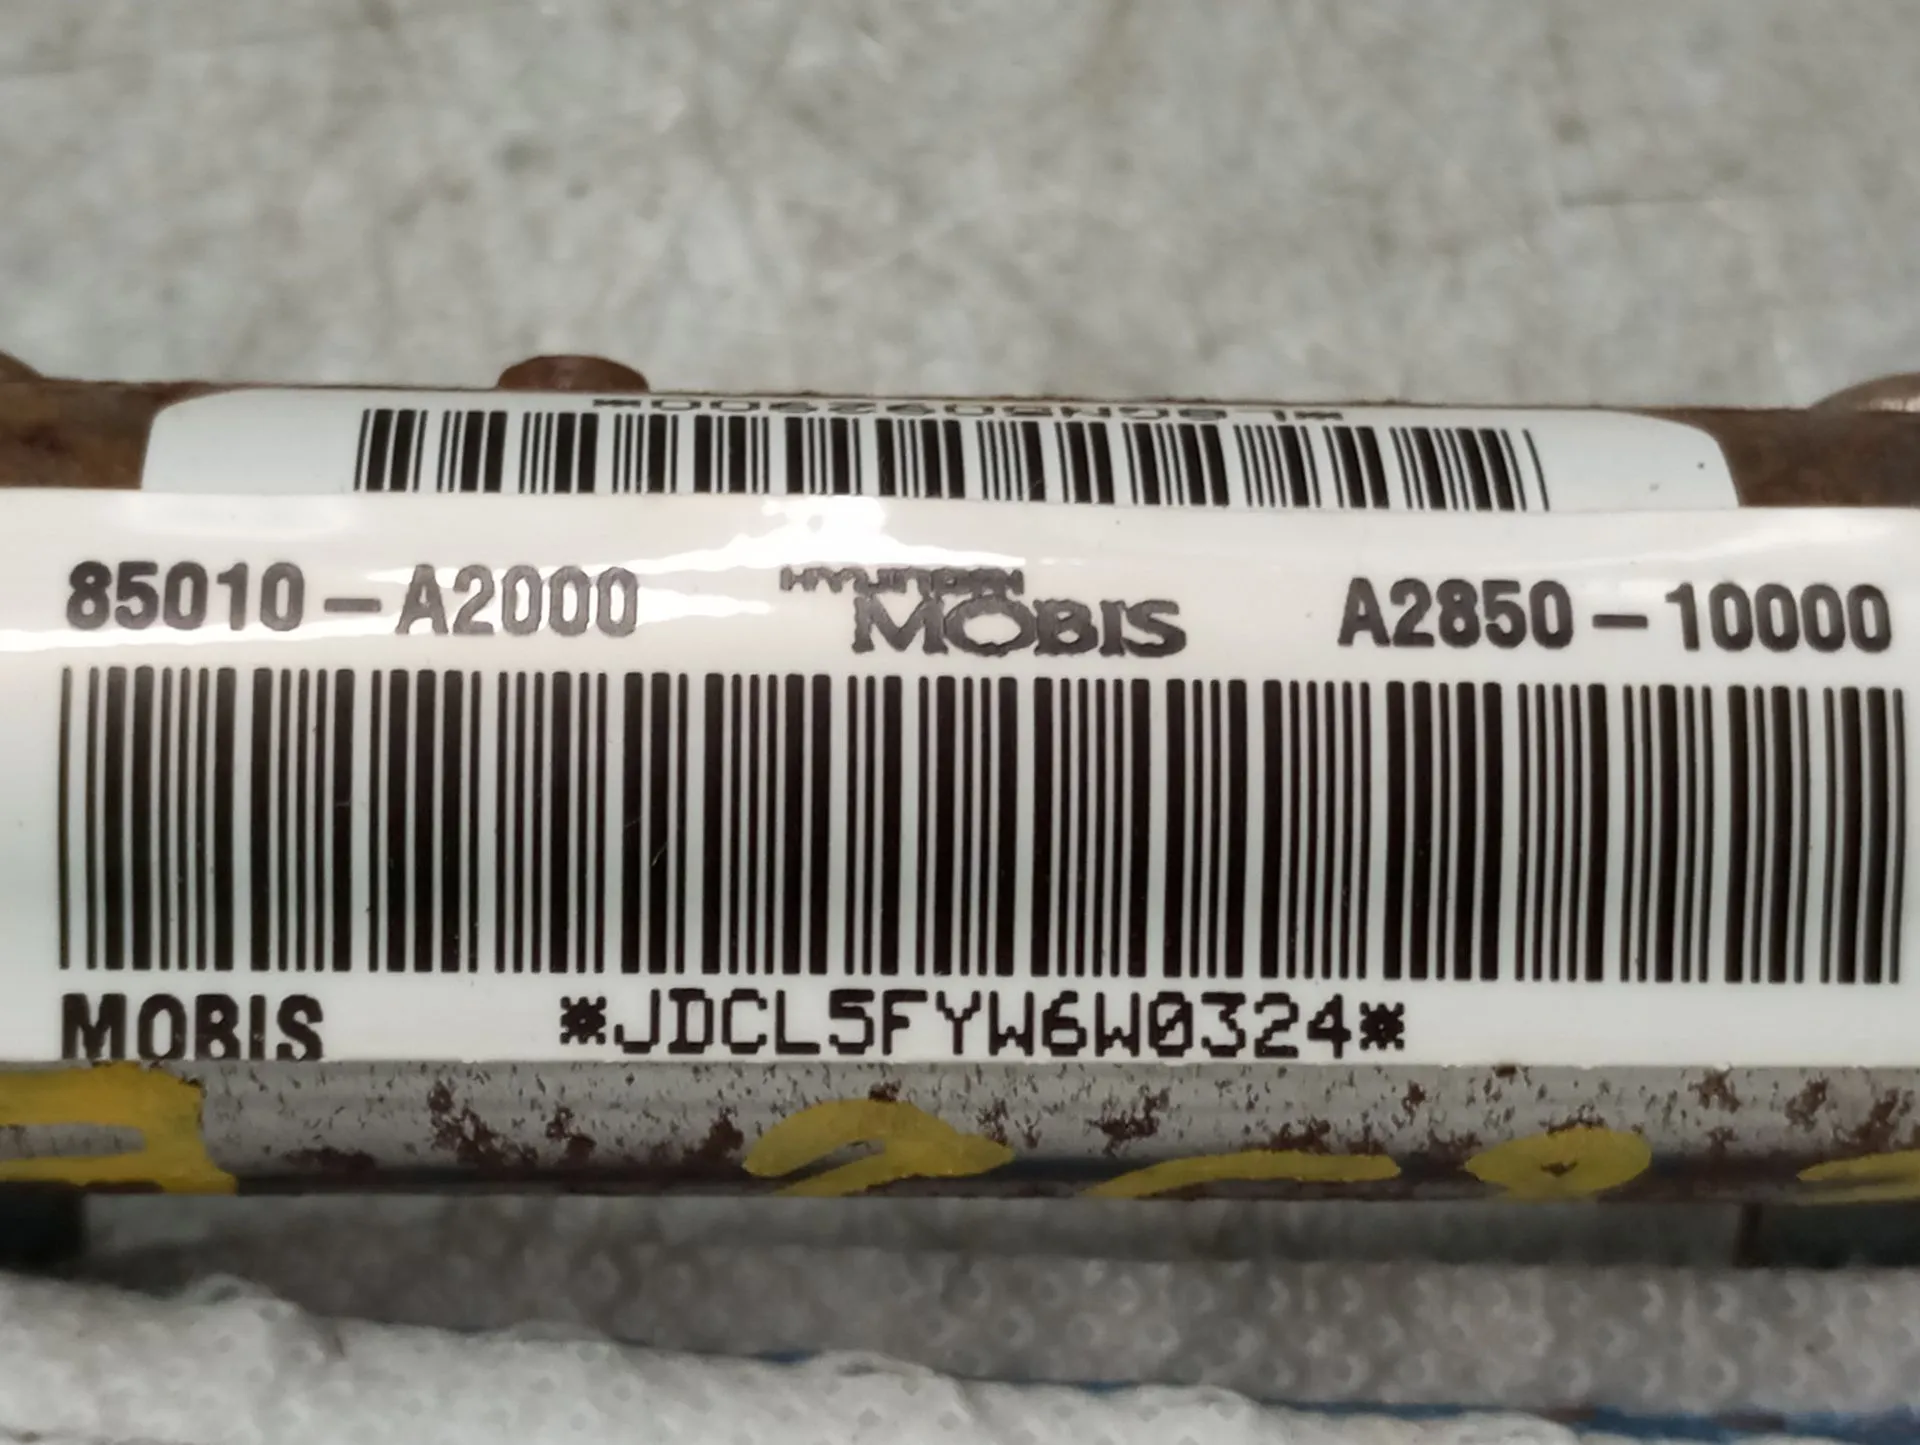 85010-A2000 HYUNDAI MOBIS A2850-10000
MOBIS *JDCL5FYW6W0324*